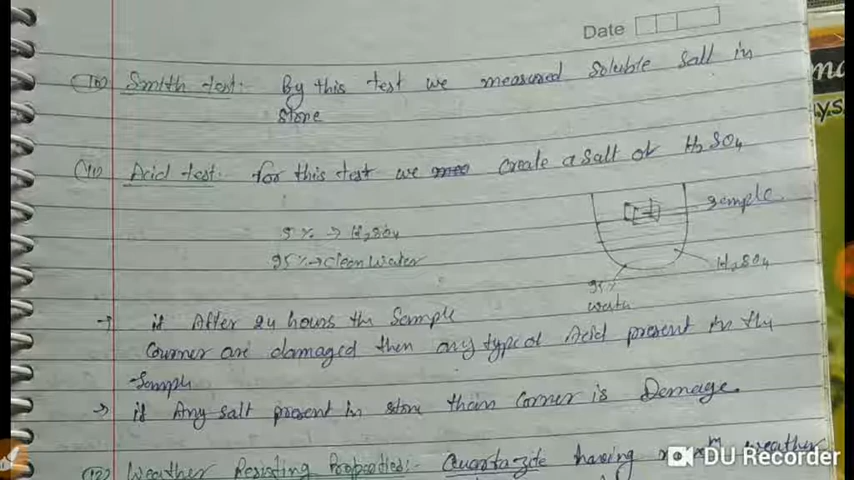 Date
(10) Smith test:- By this test we measured soluble salt in
stone
(11) Acid test:- for this test we create a salt of H2SO4
5% → H2SO4
95% → clean water
sample
H2SO4
95%
water
→ if After 24 hours the Sample
Courner are damaged then any type of Acid present in the
Sample
→ if Any salt present in stone than Corner is Damage.
(12) Weather Resisting Properties:- Quartazite having weather
DU Recorder